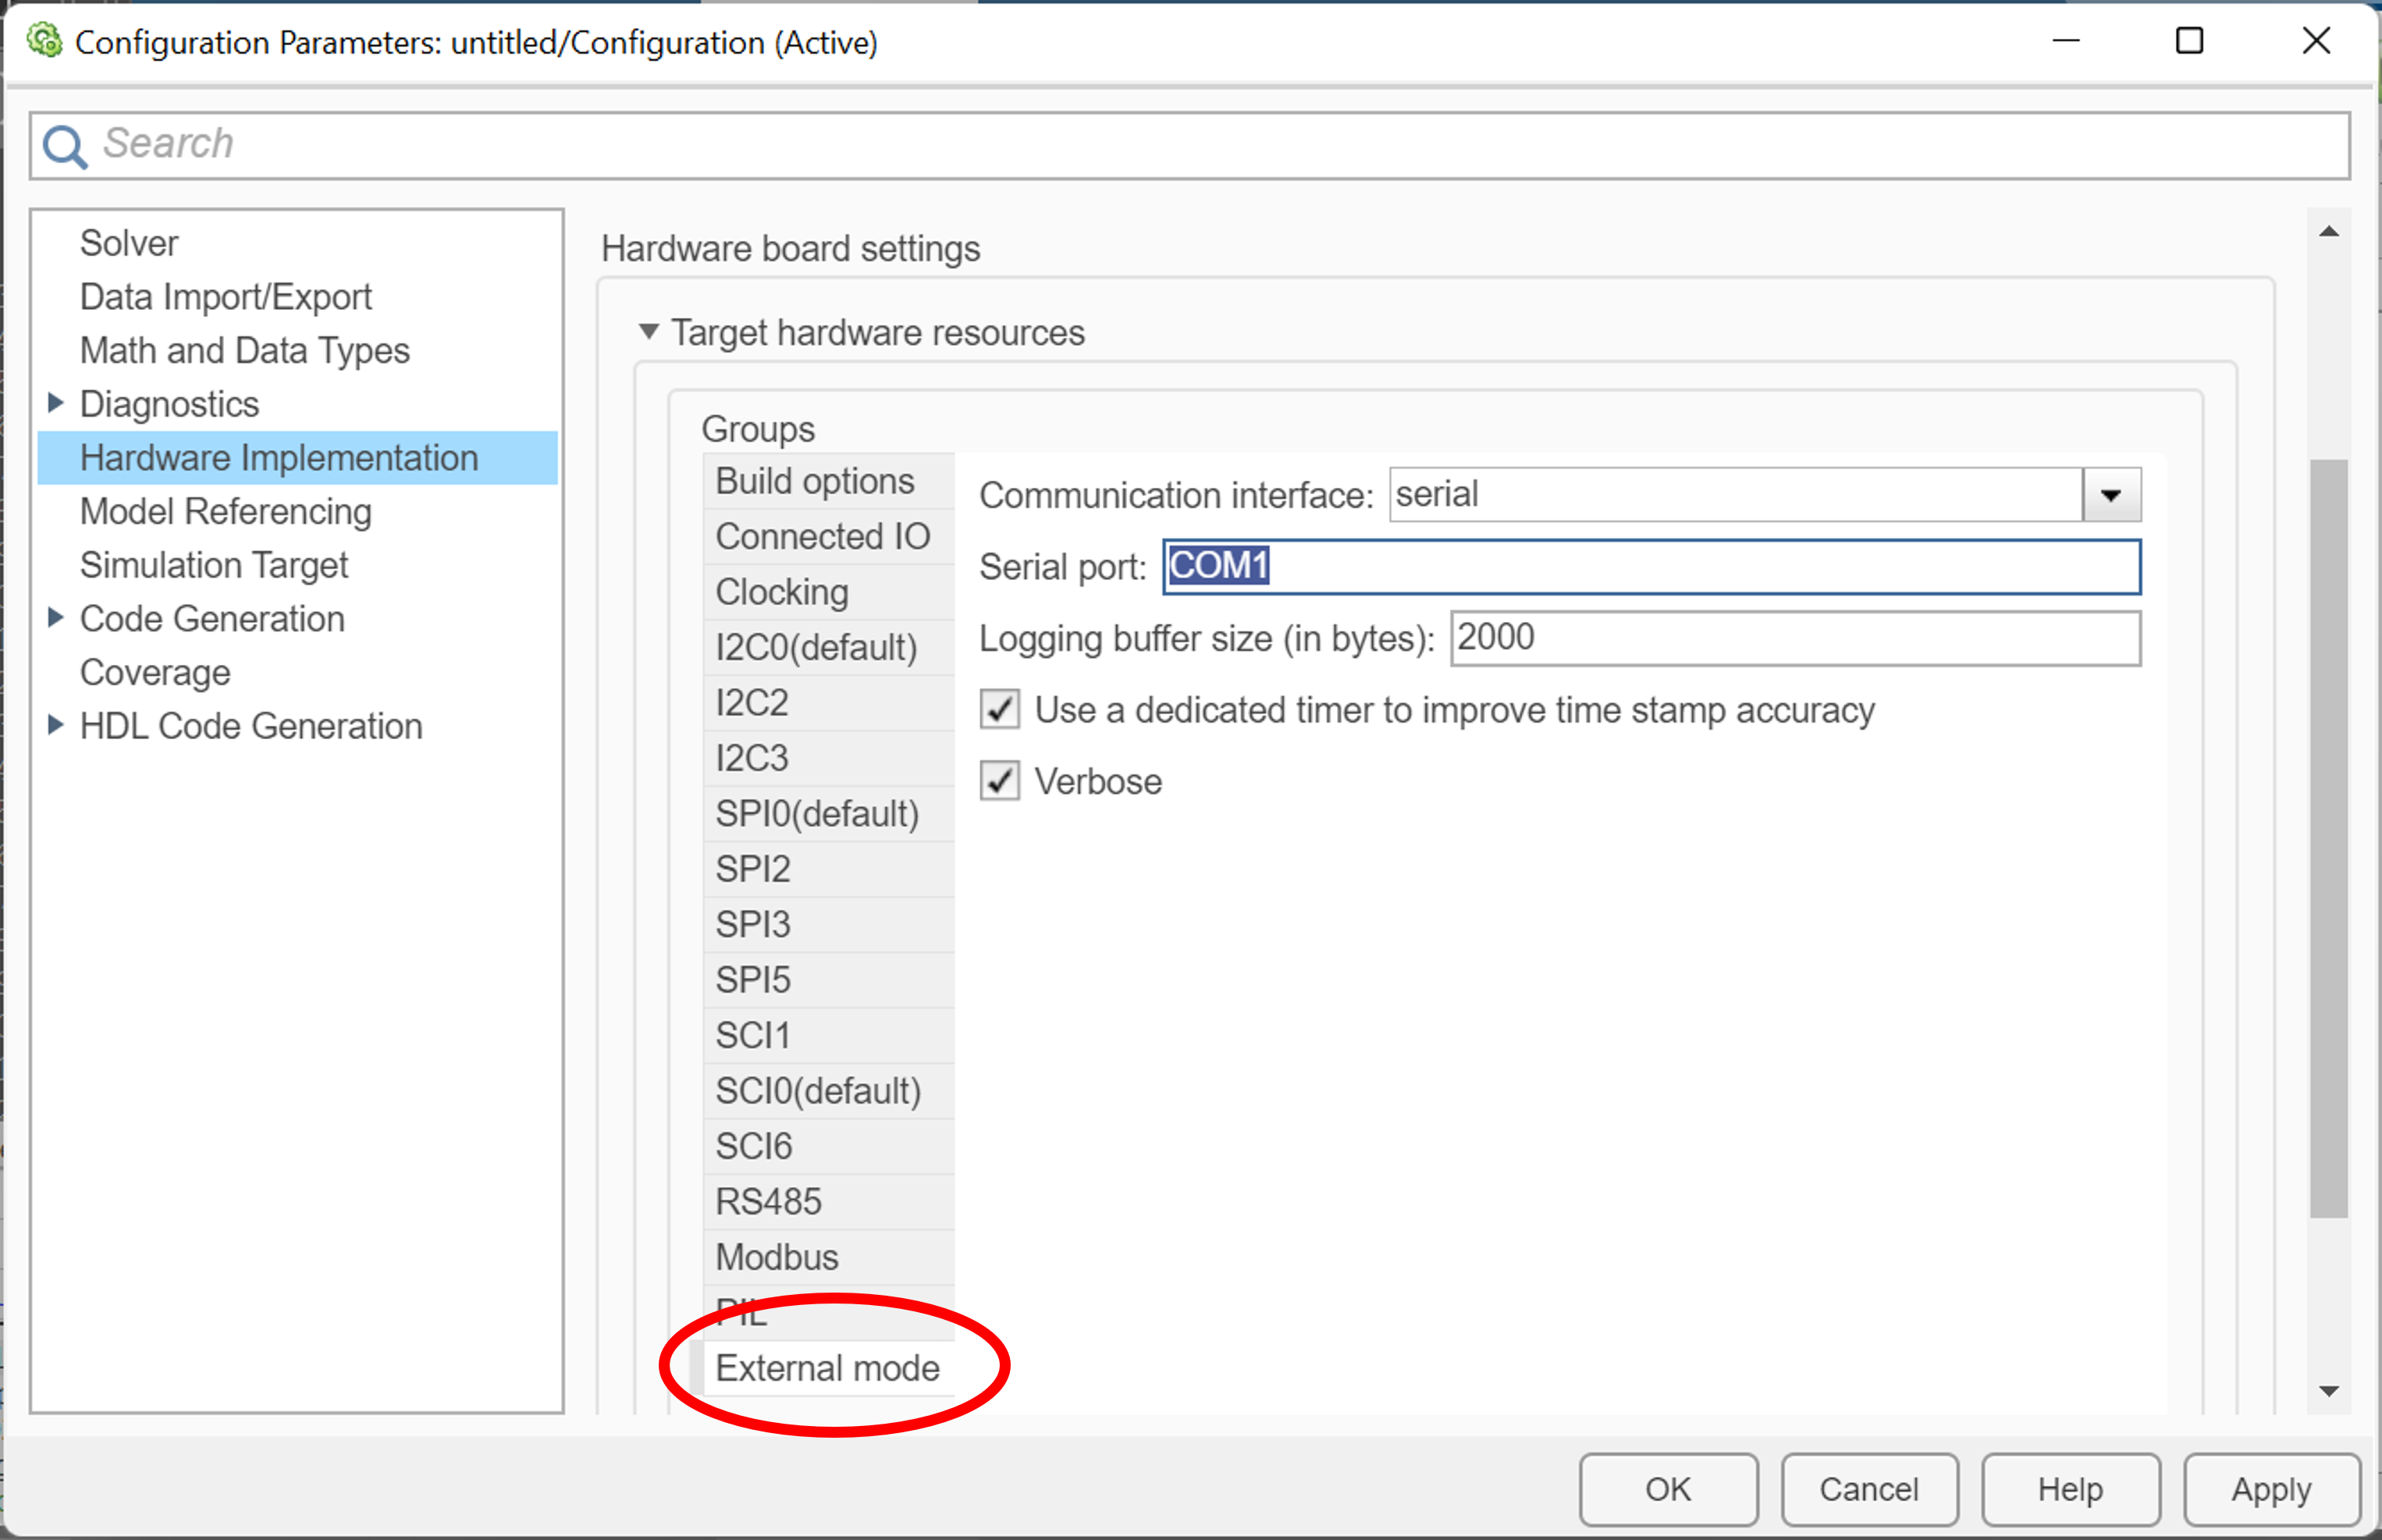 Configuration Parameters: untitled/Configuration (Active)
Search
Solver
Data Import/Export
Math and Data Types
Diagnostics
Hardware Implementation
Model Referencing
Simulation Target
Code Generation
Coverage
HDL Code Generation
Hardware board settings
Target hardware resources
Groups
Build options
Connected IO
Clocking
I2C0(default)
I2C2
I2C3
SPI0(default)
SPI2
SPI3
SPI5
SCI1
SCI0(default)
SCI6
RS485
Modbus
PIL
External mode
Communication interface: serial
Serial port: COM1
Logging buffer size (in bytes): 2000
Use a dedicated timer to improve time stamp accuracy
Verbose
OK Cancel Help Apply